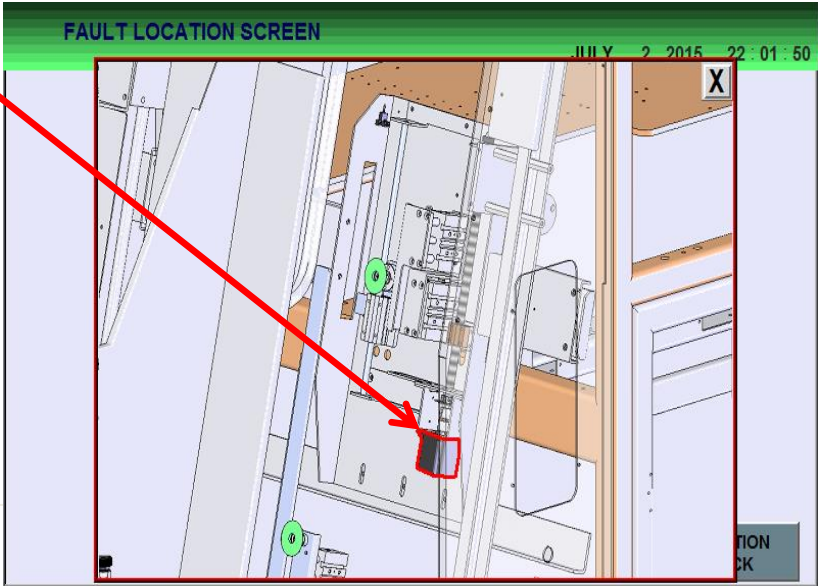 FAULT LOCATION SCREEN
JULY 2 2015 22 : 01 : 50
X
TION
CK